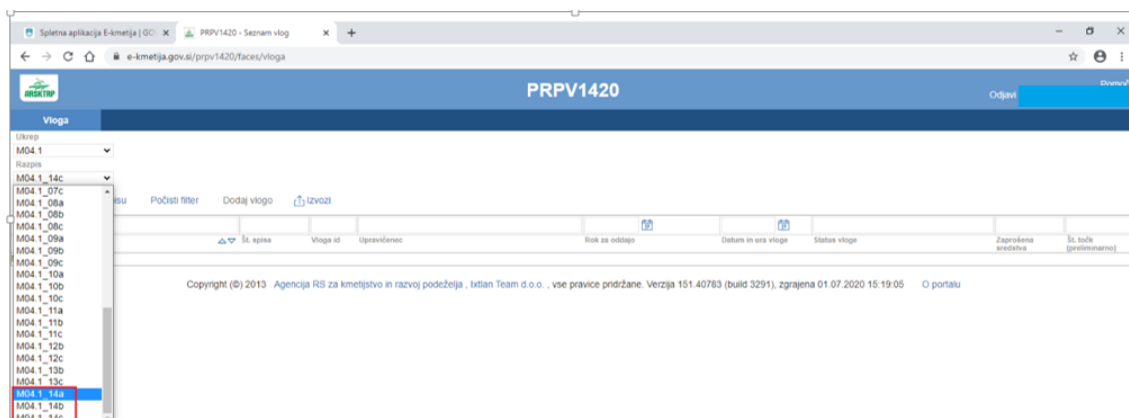 Spletna aplikacija E-kmetija | GO PRPV1420 - Seznam vlog
e-kmetija.gov.si/prpv1420/faces/vloga
ARSKTRP PRPV1420 Odjavi
Vloga
Ukrep
M04.1
Razpis
M04.1_14c
M04.1_07c
M04.1_08a Počisti filter Dodaj vlogo Izvozi
M04.1_08b
M04.1_08c
M04.1_09a Št. spisa Vloga id Upravičenec Rok za oddajo Datum in ura vloge Status vloge Zaprošena sredstva Št. točk (preliminarno)
M04.1_09b
M04.1_09c
M04.1_10a
M04.1_10b Copyright (©) 2013 Agencija RS za kmetijstvo in razvoj podeželja , Ixtlan Team d.o.o. , vse pravice pridržane. Verzija 151.40783 (build 3291), zgrajena 01.07.2020 15:19:05 O portalu
M04.1_10c
M04.1_11a
M04.1_11b
M04.1_11c
M04.1_12b
M04.1_12c
M04.1_13b
M04.1_13c
M04.1_14a
M04.1_14b
M04.1_14c